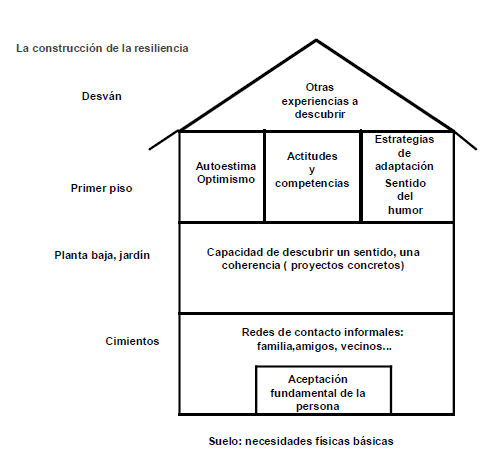 La construcción de la resiliencia
Desván
Otras
experiencias a
descubrir
Primer piso
Autoestima
Optimismo
Actitudes
y
competencias
Estrategias
de
adaptación
Sentido
del
humor
Planta baja, jardín
Capacidad de descubrir un sentido, una
coherencia ( proyectos concretos)
Cimientos
Redes de contacto informales:
familia,amigos, vecinos...
Aceptación
fundamental de la
persona
Suelo: necesidades físicas básicas